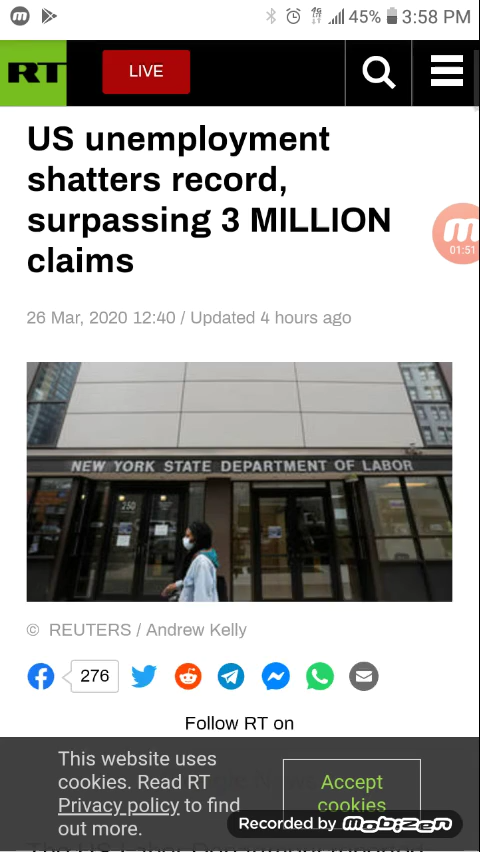 45% 3:58 PM
RT
LIVE
US unemployment
shatters record,
surpassing 3 MILLION
claims
01:51
26 Mar, 2020 12:40 / Updated 4 hours ago
NEW YORK STATE DEPARTMENT OF LABOR
250
© REUTERS / Andrew Kelly
276
Follow RT on
This website uses
cookies. Read RT
Privacy policy to find
out more.
Accept
cookies
Recorded by mobizen